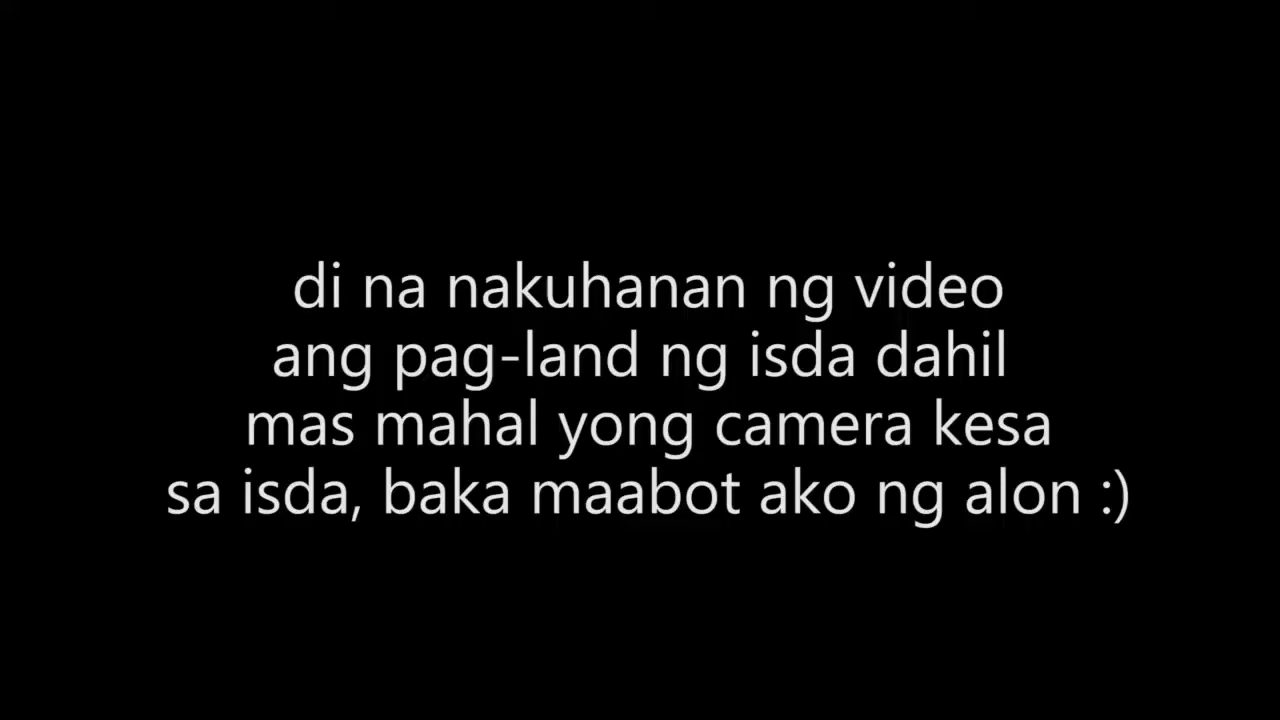 di na nakuhanan ng video
ang pag-land ng isda dahil
mas mahal yong camera kesa
sa isda, baka maabot ako ng alon :)